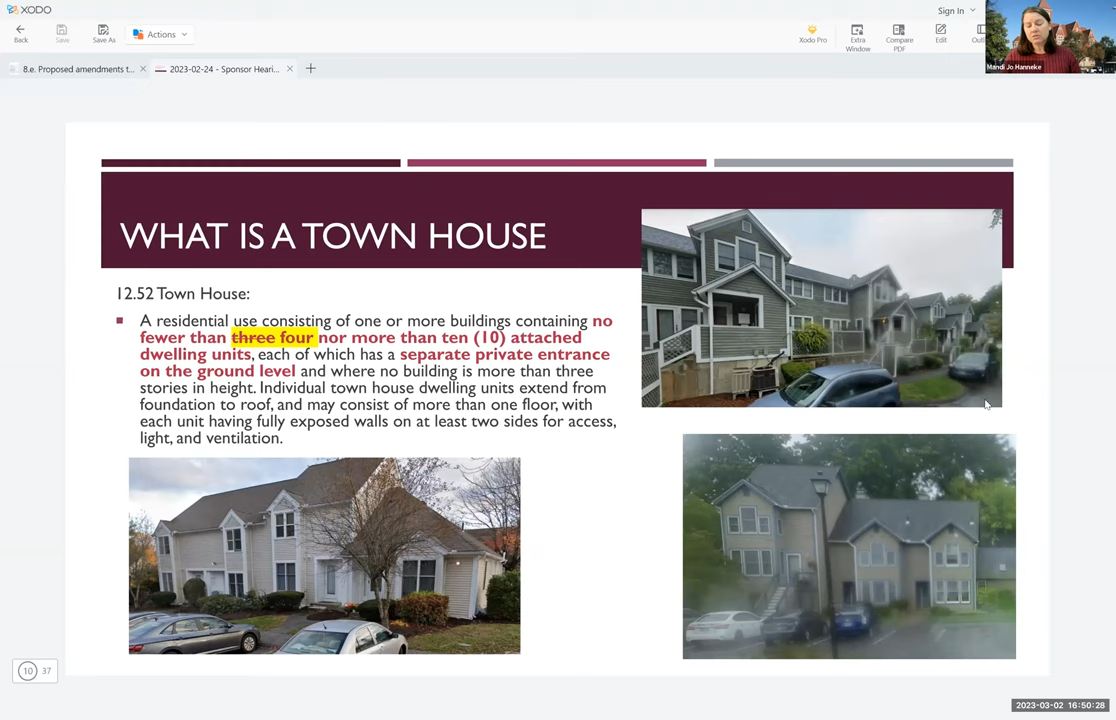 XODO
Sign In
Back
Save
Save As
Actions
Xodo Pro
Extra Window
Compare PDF
Edit
Mandi Jo Hanneke
8.e. Proposed amendments t...
2023-02-24 - Sponsor Heari...
WHAT IS A TOWN HOUSE
12.52 Town House:
A residential use consisting of one or more buildings containing no
fewer than three four nor more than ten (10) attached
dwelling units, each of which has a separate private entrance
on the ground level and where no building is more than three
stories in height. Individual town house dwelling units extend from
foundation to roof, and may consist of more than one floor, with
each unit having fully exposed walls on at least two sides for access,
light, and ventilation.
10 37
2023-03-02 16:50:28